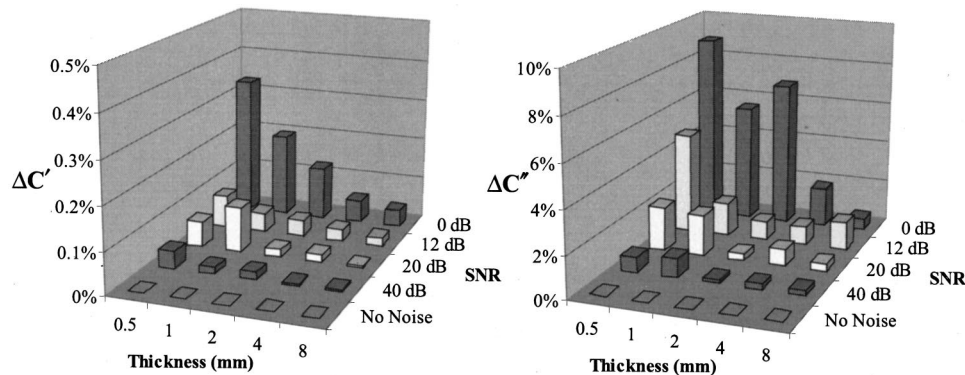 0.5%
0.4%
0.3%
0.2%
0.1%
0%
ΔC′
0 dB
12 dB
20 dB
40 dB
No Noise
SNR
0.5
1
2
4
8
Thickness (mm)
10%
8%
6%
4%
2%
0%
ΔC″
0 dB
12 dB
20 dB
40 dB
No Noise
SNR
0.5
1
2
4
8
Thickness (mm)